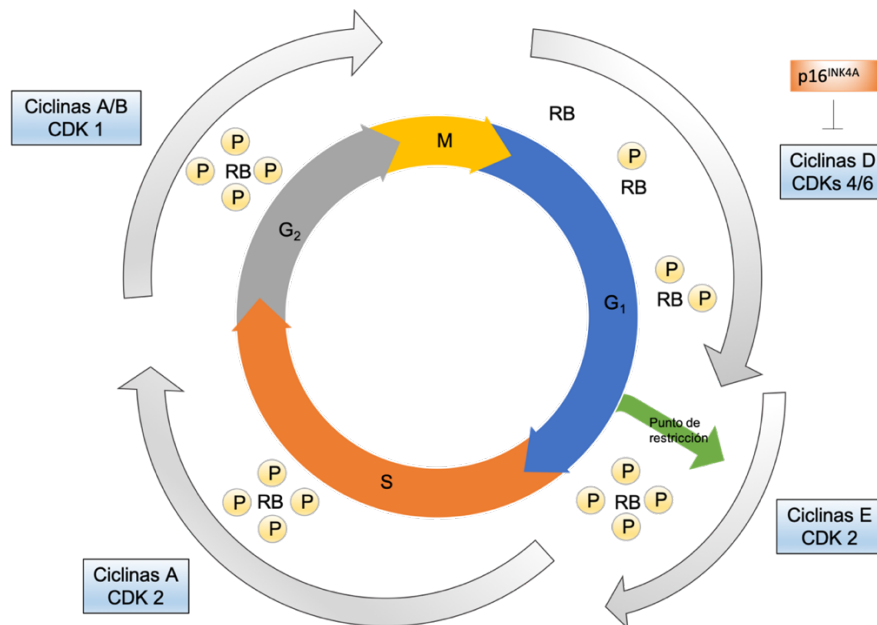 p16INK4A
Ciclinas A/B
CDK 1
RB
M
P
P
RB
P
P
P
RB
Ciclinas D
CDKs 4/6
G2
P
RB
P
G1
Punto de
restricción
P
P
RB
P
P
P
P
RB
P
P
S
Ciclinas E
CDK 2
Ciclinas A
CDK 2